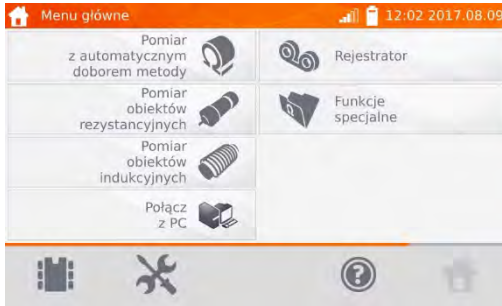 Menu główne
12:02 2017.08.09
Pomiar
z automatycznym
doborem metody
Pomiar
obiektów
rezystancyjnych
Pomiar
obiektów
indukcyjnych
Połącz
z PC
Rejestrator
Funkcje
specjalne